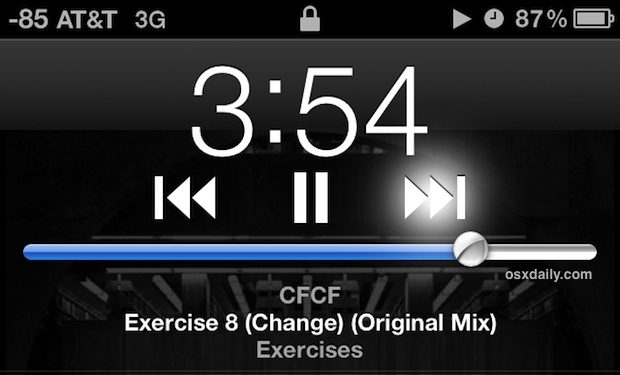 -85 AT&T 3G 87%
3:54
osxdaily.com
CFCF
Exercise 8 (Change) (Original Mix)
Exercises